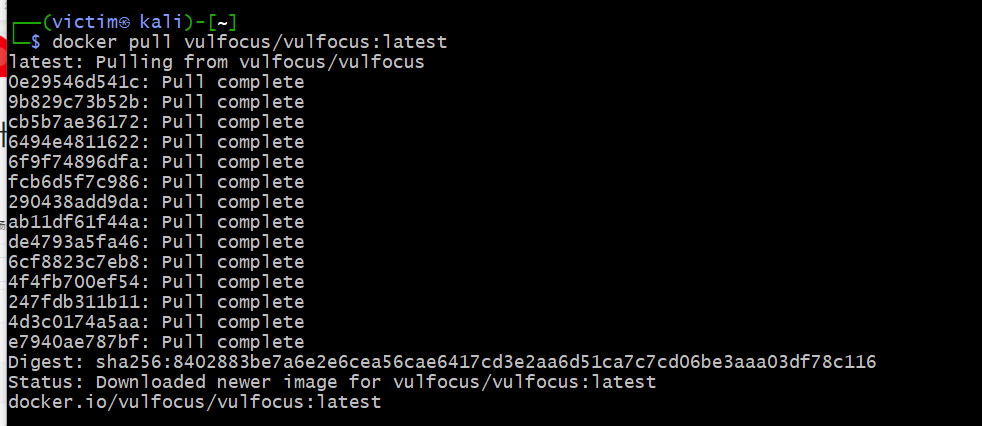 ┌──(victim㉿ kali)-[~]
└─$ docker pull vulfocus/vulfocus:latest
latest: Pulling from vulfocus/vulfocus
0e29546d541c: Pull complete
9b829c73b52b: Pull complete
cb5b7ae36172: Pull complete
6494e4811622: Pull complete
6f9f74896dfa: Pull complete
fcb6d5f7c986: Pull complete
290438add9da: Pull complete
ab11df61f44a: Pull complete
de4793a5fa46: Pull complete
6cf8823c7eb8: Pull complete
4f4fb700ef54: Pull complete
247fdb311b11: Pull complete
4d3c0174a5aa: Pull complete
e7940ae787bf: Pull complete
Digest: sha256:8402883be7a6e2e6cea56cae6417cd3e2aa6d51ca7c7cd06be3aaa03df78c116
Status: Downloaded newer image for vulfocus/vulfocus:latest
docker.io/vulfocus/vulfocus:latest